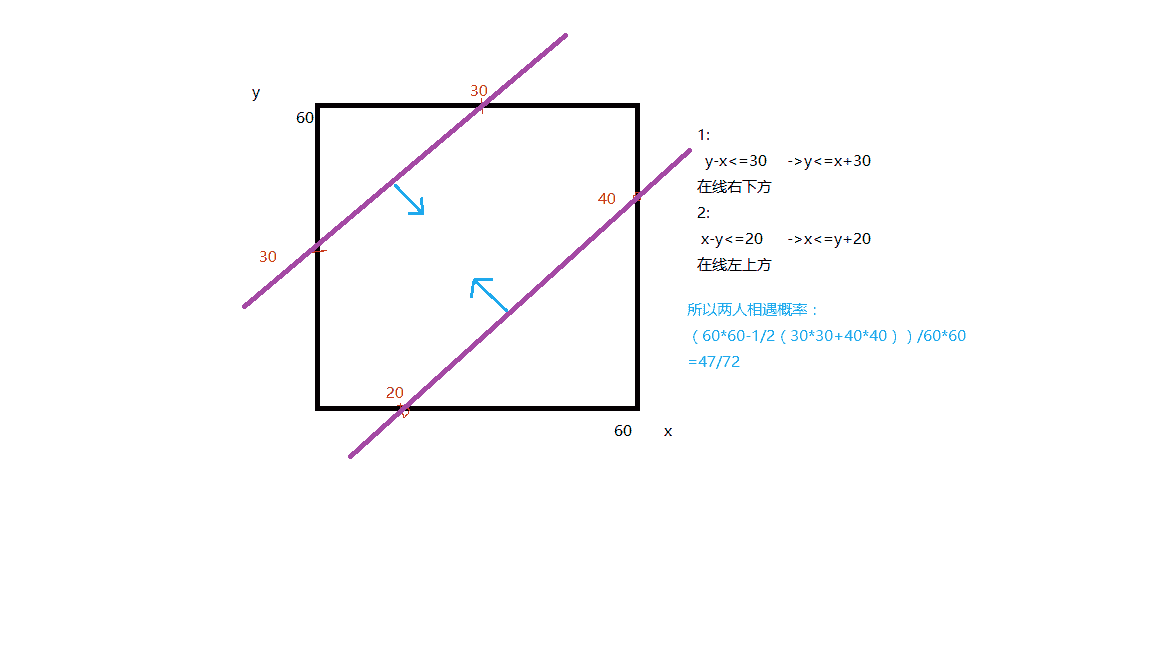 y
30
60
1:
y-x<=30 ->y<=x+30
在线右下方
40
2:
x-y<=20 ->x<=y+20
30
在线左上方
所以两人相遇概率：
（60*60-1/2（30*30+40*40））/60*60
=47/72
20
60 x